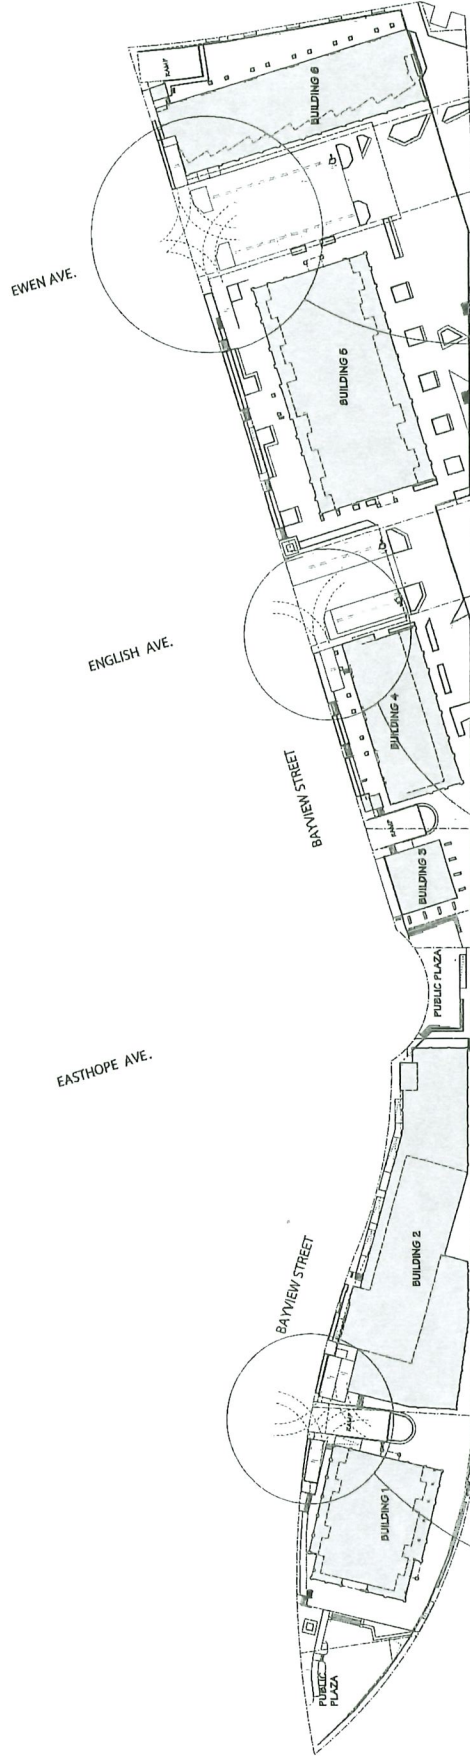 RAMP
BUILDING 6
EWEN AVE.
BUILDING 5
ENGLISH AVE.
BUILDING 4
BAYVIEW STREET
RAMP
BUILDING 3
PUBLIC PLAZA
EASTHOPE AVE.
BUILDING 2
BAYVIEW STREET
RAMP
BUILDING 1
PUBLIC
PLAZA